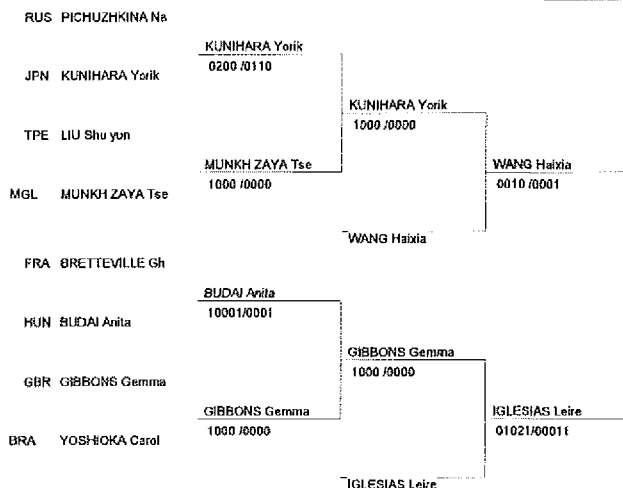 RUS PICHUZHKINA Na
JPN KUNIHARA Yorik
TPE LIU Shu yun
MGL MUNKH ZAYA Tse
FRA BRETTEVILLE Gh
HUN BUDAI Anita
GBR GIBBONS Gemma
BRA YOSHIOKA Carol
KUNIHARA Yorik
0200 /0110
MUNKH ZAYA Tse
1000 /0000
BUDAI Anita
10001/0001
GIBBONS Gemma
1000 /0000
KUNIHARA Yorik
1000 /0000
WANG Haixia
GIBBONS Gemma
1000 /0000
IGLESIAS Leire
WANG Haixia
0010 /0001
IGLESIAS Leire
01021/00011